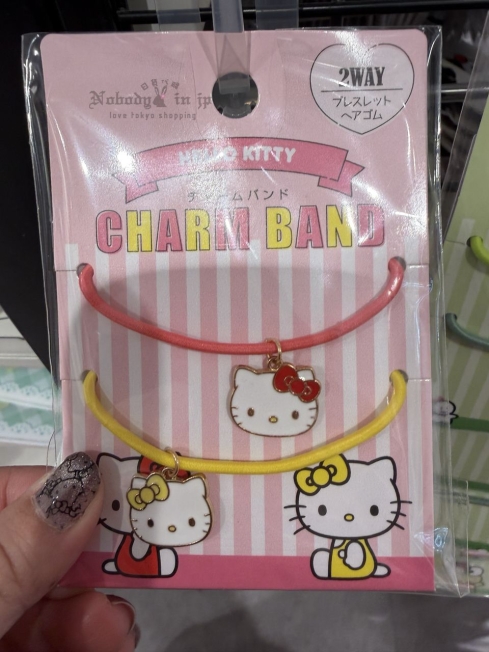 Nobody in jp
love tokyo shopping
2WAY
ブレスレット
ヘアゴム
HELLO KITTY
チャームバンド
CHARM BAND